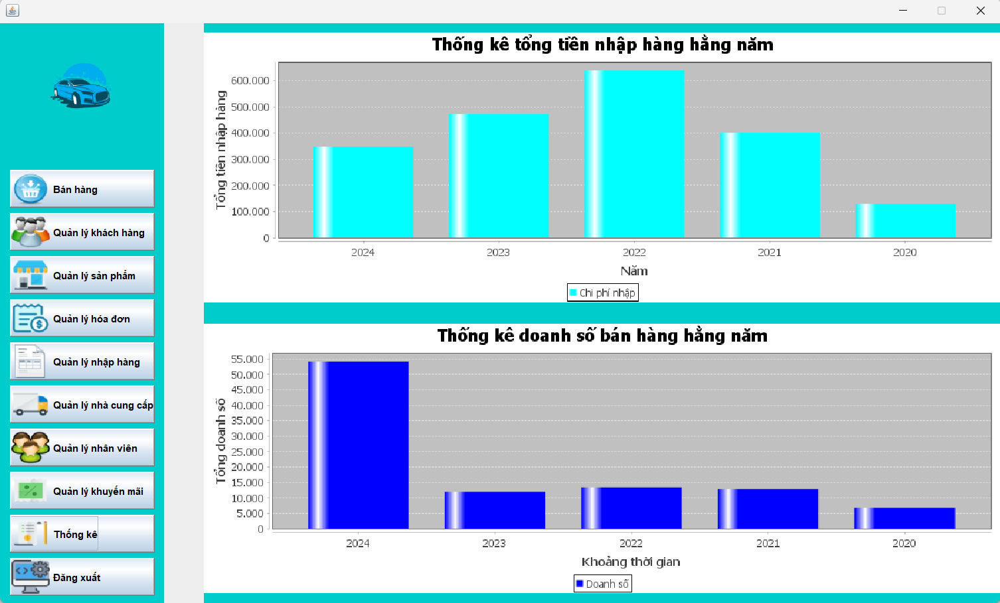 Bán hàng
Quản lý khách hàng
Quản lý sản phẩm
Quản lý hóa đơn
Quản lý nhập hàng
Quản lý nhà cung cấp
Quản lý nhân viên
Quản lý khuyến mãi
Thống kê
Đăng xuất
Thống kê tổng tiền nhập hàng hằng năm
Tổng tiền nhập hàng
600.000
500.000
400.000
300.000
200.000
100.000
0
2024 2023 2022 2021 2020
Năm
Chi phí nhập
Thống kê doanh số bán hàng hằng năm
Tổng doanh số
55.000
50.000
45.000
40.000
35.000
30.000
25.000
20.000
15.000
10.000
5.000
0
2024 2023 2022 2021 2020
Khoảng thời gian
Doanh số